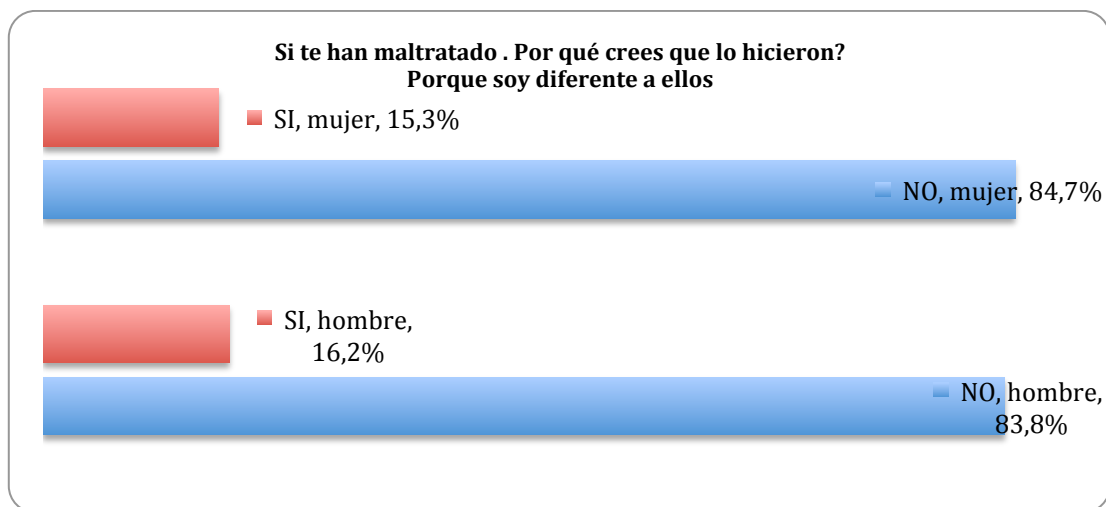 Si te han maltratado . Por qué crees que lo hicieron?
Porque soy diferente a ellos
SI, mujer, 15,3%
NO, mujer, 84,7%
SI, hombre,
16,2%
NO, hombre,
83,8%